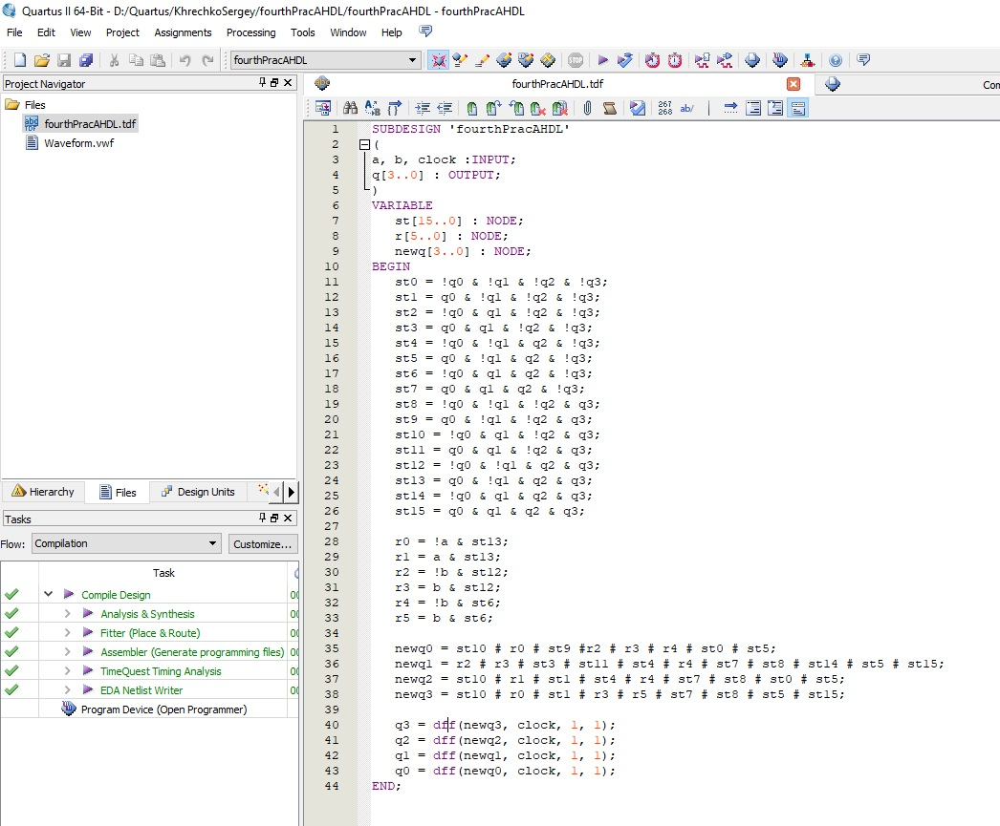 Quartus II 64-Bit - D:/Quartus/KhrechkoSergey/fourthPracAHDL/fourthPracAHDL - fourthPracAHDL
File Edit View Project Assignments Processing Tools Window Help
fourthPracAHDL
Project Navigator
Files
fourthPracAHDL.tdf
Waveform.vwf
Hierarchy Files Design Units
Tasks
Flow: Compilation Customize...
Task
Compile Design 00
Analysis & Synthesis 00
Fitter (Place & Route) 00
Assembler (Generate programming files) 00
TimeQuest Timing Analysis 00
EDA Netlist Writer 00
Program Device (Open Programmer)
fourthPracAHDL.tdf Com
267
268 ab/
1 SUBDESIGN 'fourthPracAHDL'
2 (
3 a, b, clock :INPUT;
4 q[3..0] : OUTPUT;
5 )
6 VARIABLE
7 st[15..0] : NODE;
8 r[5..0] : NODE;
9 newq[3..0] : NODE;
10 BEGIN
11 st0 = !q0 & !q1 & !q2 & !q3;
12 st1 = q0 & !q1 & !q2 & !q3;
13 st2 = !q0 & q1 & !q2 & !q3;
14 st3 = q0 & q1 & !q2 & !q3;
15 st4 = !q0 & !q1 & q2 & !q3;
16 st5 = q0 & !q1 & q2 & !q3;
17 st6 = !q0 & q1 & q2 & !q3;
18 st7 = q0 & q1 & q2 & !q3;
19 st8 = !q0 & !q1 & !q2 & q3;
20 st9 = q0 & !q1 & !q2 & q3;
21 st10 = !q0 & q1 & !q2 & q3;
22 st11 = q0 & q1 & !q2 & q3;
23 st12 = !q0 & !q1 & q2 & q3;
24 st13 = q0 & !q1 & q2 & q3;
25 st14 = !q0 & q1 & q2 & q3;
26 st15 = q0 & q1 & q2 & q3;
27
28 r0 = !a & st13;
29 r1 = a & st13;
30 r2 = !b & st12;
31 r3 = b & st12;
32 r4 = !b & st6;
33 r5 = b & st6;
34
35 newq0 = st10 # r0 # st9 #r2 # r3 # r4 # st0 # st5;
36 newq1 = r2 # r3 # st3 # st11 # st4 # r4 # st7 # st8 # st14 # st5 # st15;
37 newq2 = st10 # r1 # st1 # st4 # r4 # st7 # st8 # st0 # st5;
38 newq3 = st10 # r0 # st1 # r3 # r5 # st7 # st8 # st5 # st15;
39
40 q3 = dff(newq3, clock, 1, 1);
41 q2 = dff(newq2, clock, 1, 1);
42 q1 = dff(newq1, clock, 1, 1);
43 q0 = dff(newq0, clock, 1, 1);
44 END;